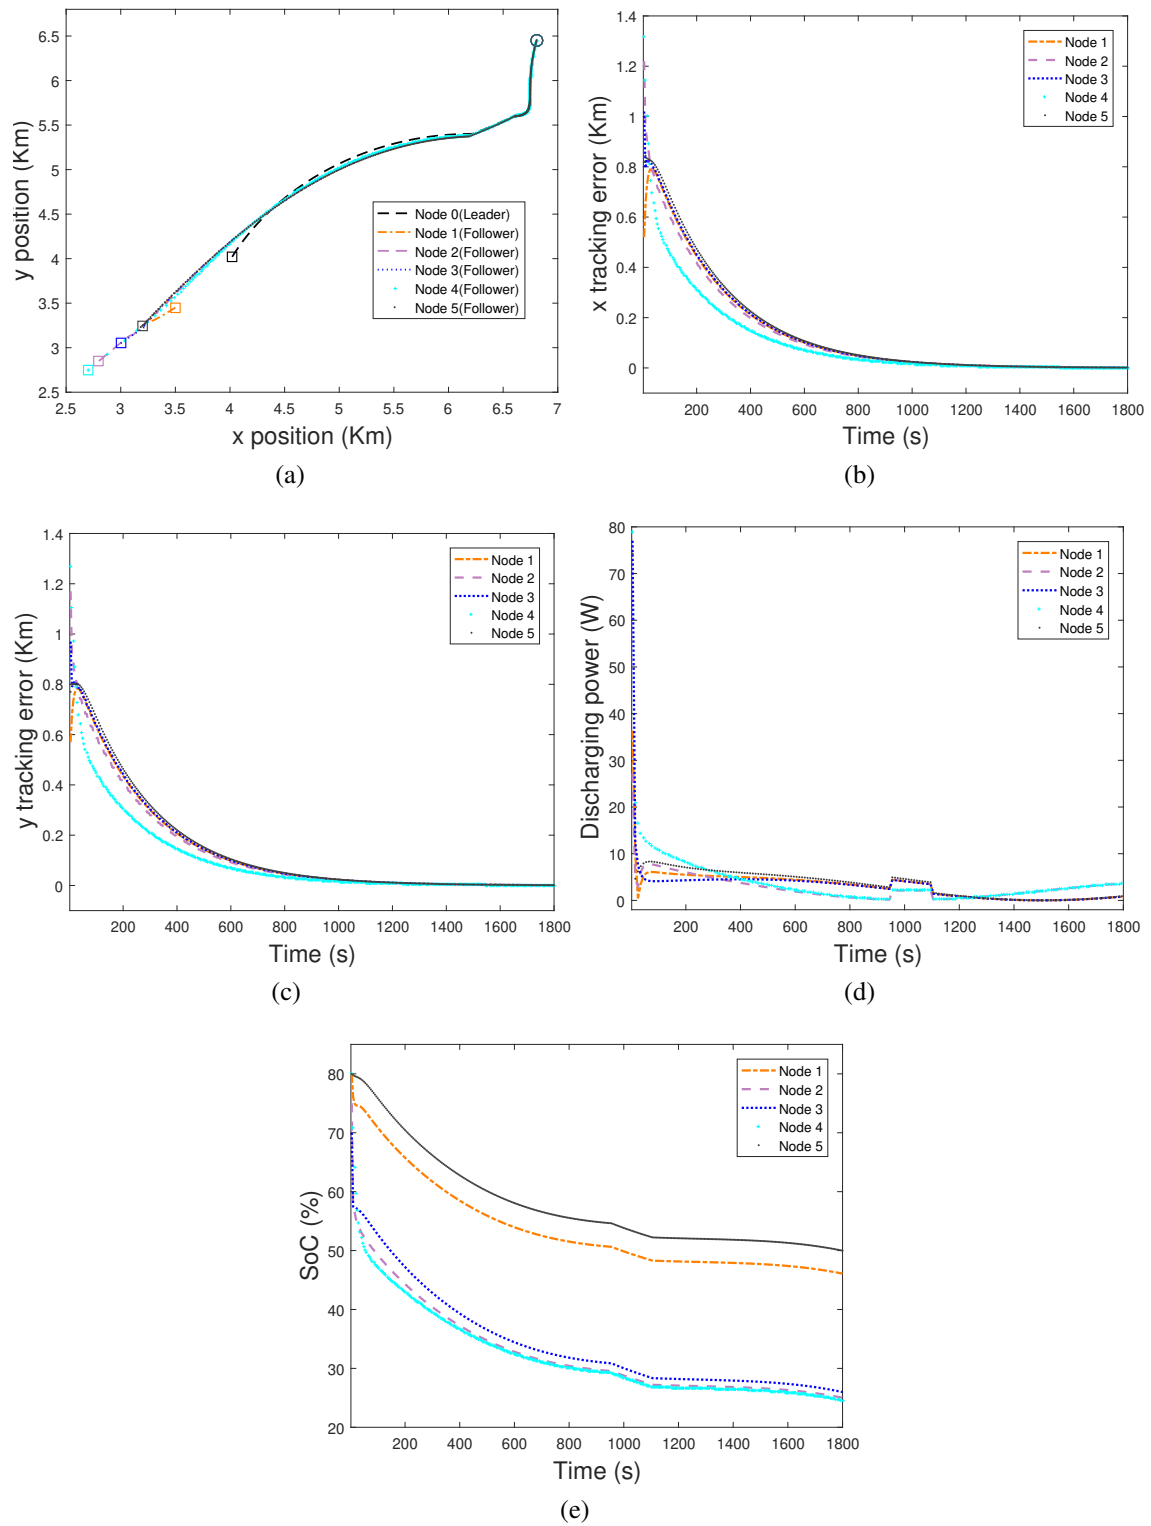 6.5
6
5.5
5
4.5
4
3.5
3
2.5
2.5
3
3.5
4
4.5
5
5.5
6
6.5
7
y position (Km)
x position (Km)
Node 0(Leader)
Node 1(Follower)
Node 2(Follower)
Node 3(Follower)
Node 4(Follower)
Node 5(Follower)
(a)
1.4
1.2
1
0.8
0.6
0.4
0.2
0
200
400
600
800
1000
1200
1400
1600
1800
x tracking error (Km)
Time (s)
Node 1
Node 2
Node 3
Node 4
Node 5
(b)
1.4
1.2
1
0.8
0.6
0.4
0.2
0
200
400
600
800
1000
1200
1400
1600
1800
y tracking error (Km)
Time (s)
Node 1
Node 2
Node 3
Node 4
Node 5
(c)
80
70
60
50
40
30
20
10
0
200
400
600
800
1000
1200
1400
1600
1800
Discharging power (W)
Time (s)
Node 1
Node 2
Node 3
Node 4
Node 5
(d)
80
70
60
50
40
30
20
200
400
600
800
1000
1200
1400
1600
1800
SoC (%)
Time (s)
Node 1
Node 2
Node 3
Node 4
Node 5
(e)